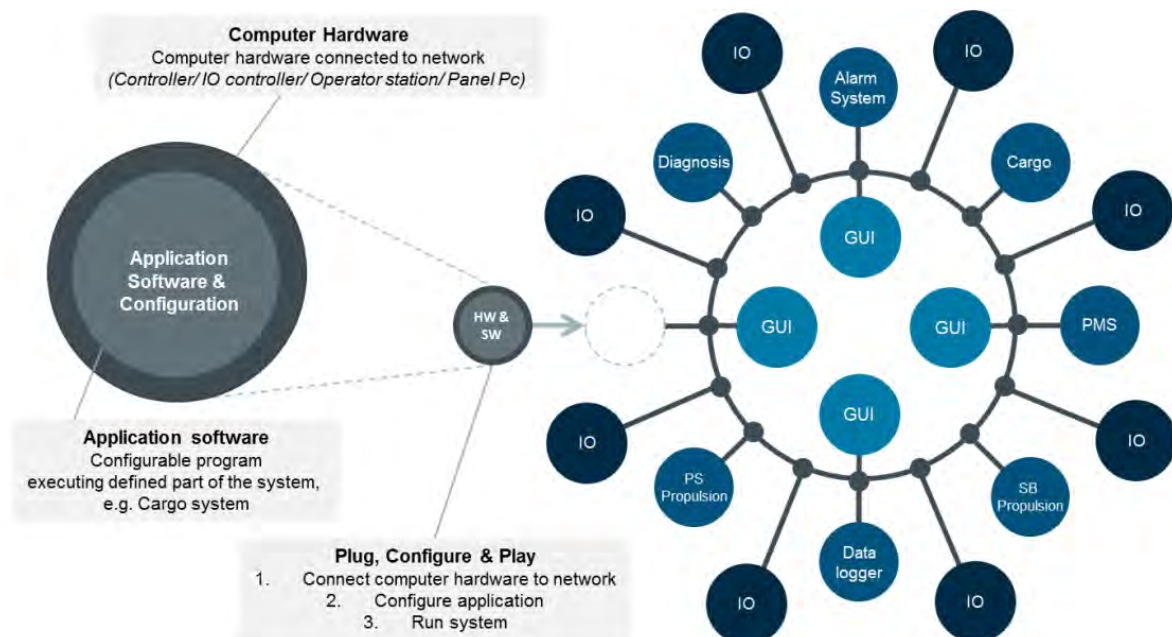 Computer Hardware
Computer hardware connected to network
(Controller/ IO controller/ Operator station/ Panel Pc)
Application
Software &
Configuration
Application software
Configurable program
executing defined part of the system,
e.g. Cargo system
HW &
SW
Plug, Configure & Play
1. Connect computer hardware to network
2. Configure application
3. Run system
IO
IO
Alarm
System
Diagnosis
Cargo
IO
IO
GUI
GUI
GUI
PMS
GUI
IO
IO
PS
Propulsion
SB
Propulsion
Data
logger
IO
IO